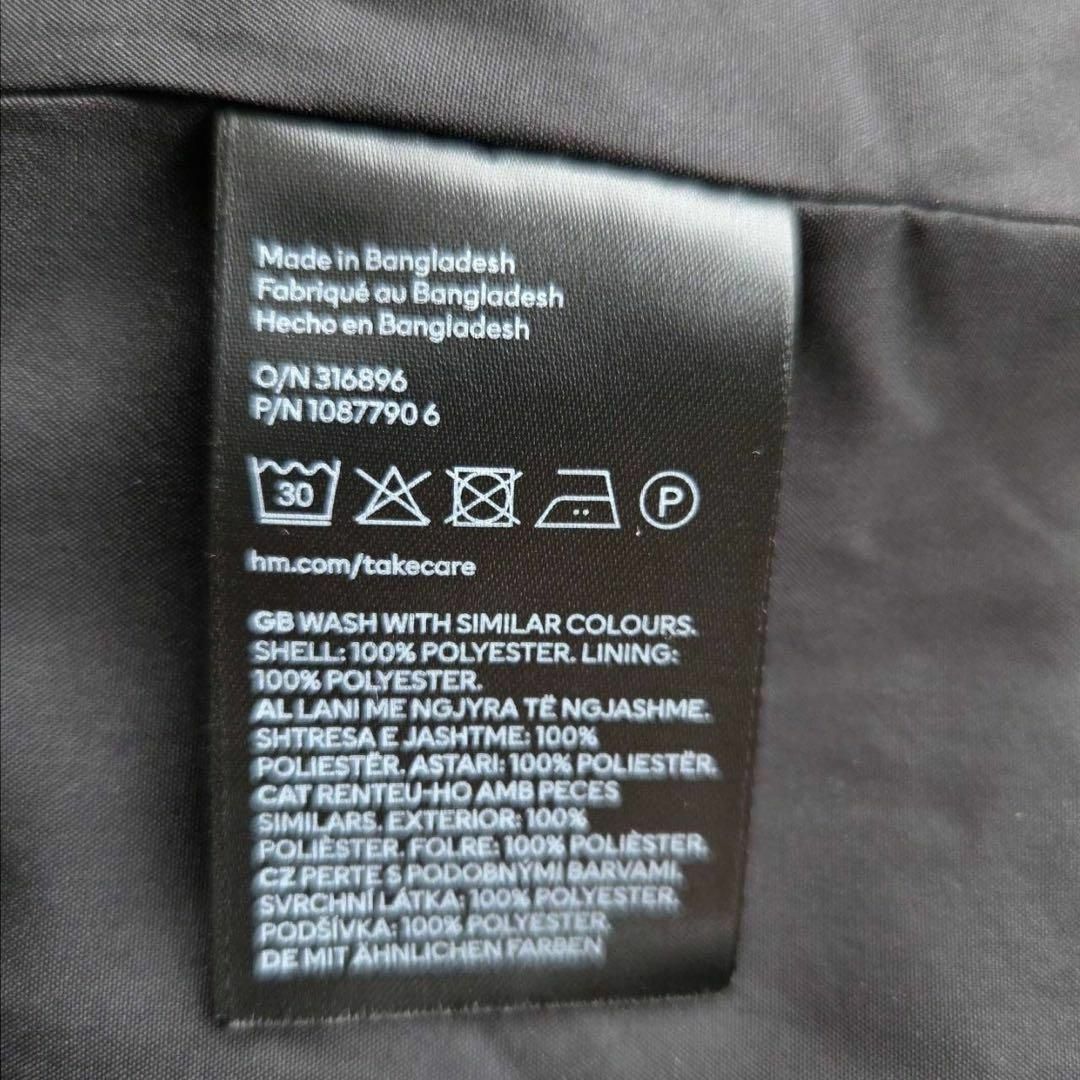 Made in Bangladesh
Fabriqué au Bangladesh
Hecho en Bangladesh
O/N 316896
P/N 1087790 6
30 P
hm.com/takecare
GB WASH WITH SIMILAR COLOURS.
SHELL: 100% POLYESTER. LINING:
100% POLYESTER.
AL LANI ME NGJYRA TË NGJASHME.
SHTRESA E JASHTME: 100%
POLIESTËR. ASTARI: 100% POLIESTËR.
CAT RENTEU-HO AMB PECES
SIMILARS. EXTERIOR: 100%
POLIÈSTER. FOLRE: 100% POLIÈSTER.
CZ PERTE S PODOBNÝMI BARVAMI.
SVRCHNÍ LÁTKA: 100% POLYESTER.
PODŠÍVKA: 100% POLYESTER.
DE MIT ÄHNLICHEN FARBEN